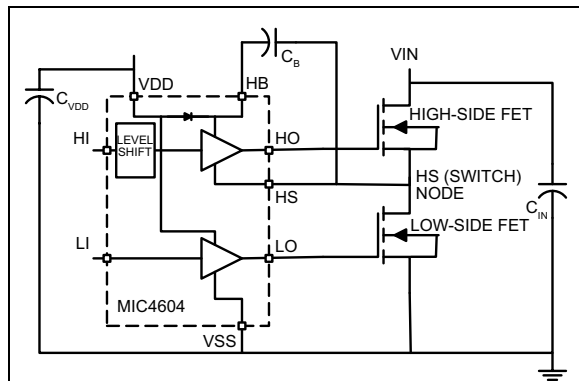 C_B
VIN
VDD
HB
C_VDD
HIGH-SIDE FET
HI
LEVEL
SHIFT
HO
HS (SWITCH)
NODE
HS
C_IN
LOW-SIDE FET
LI
LO
MIC4604
VSS